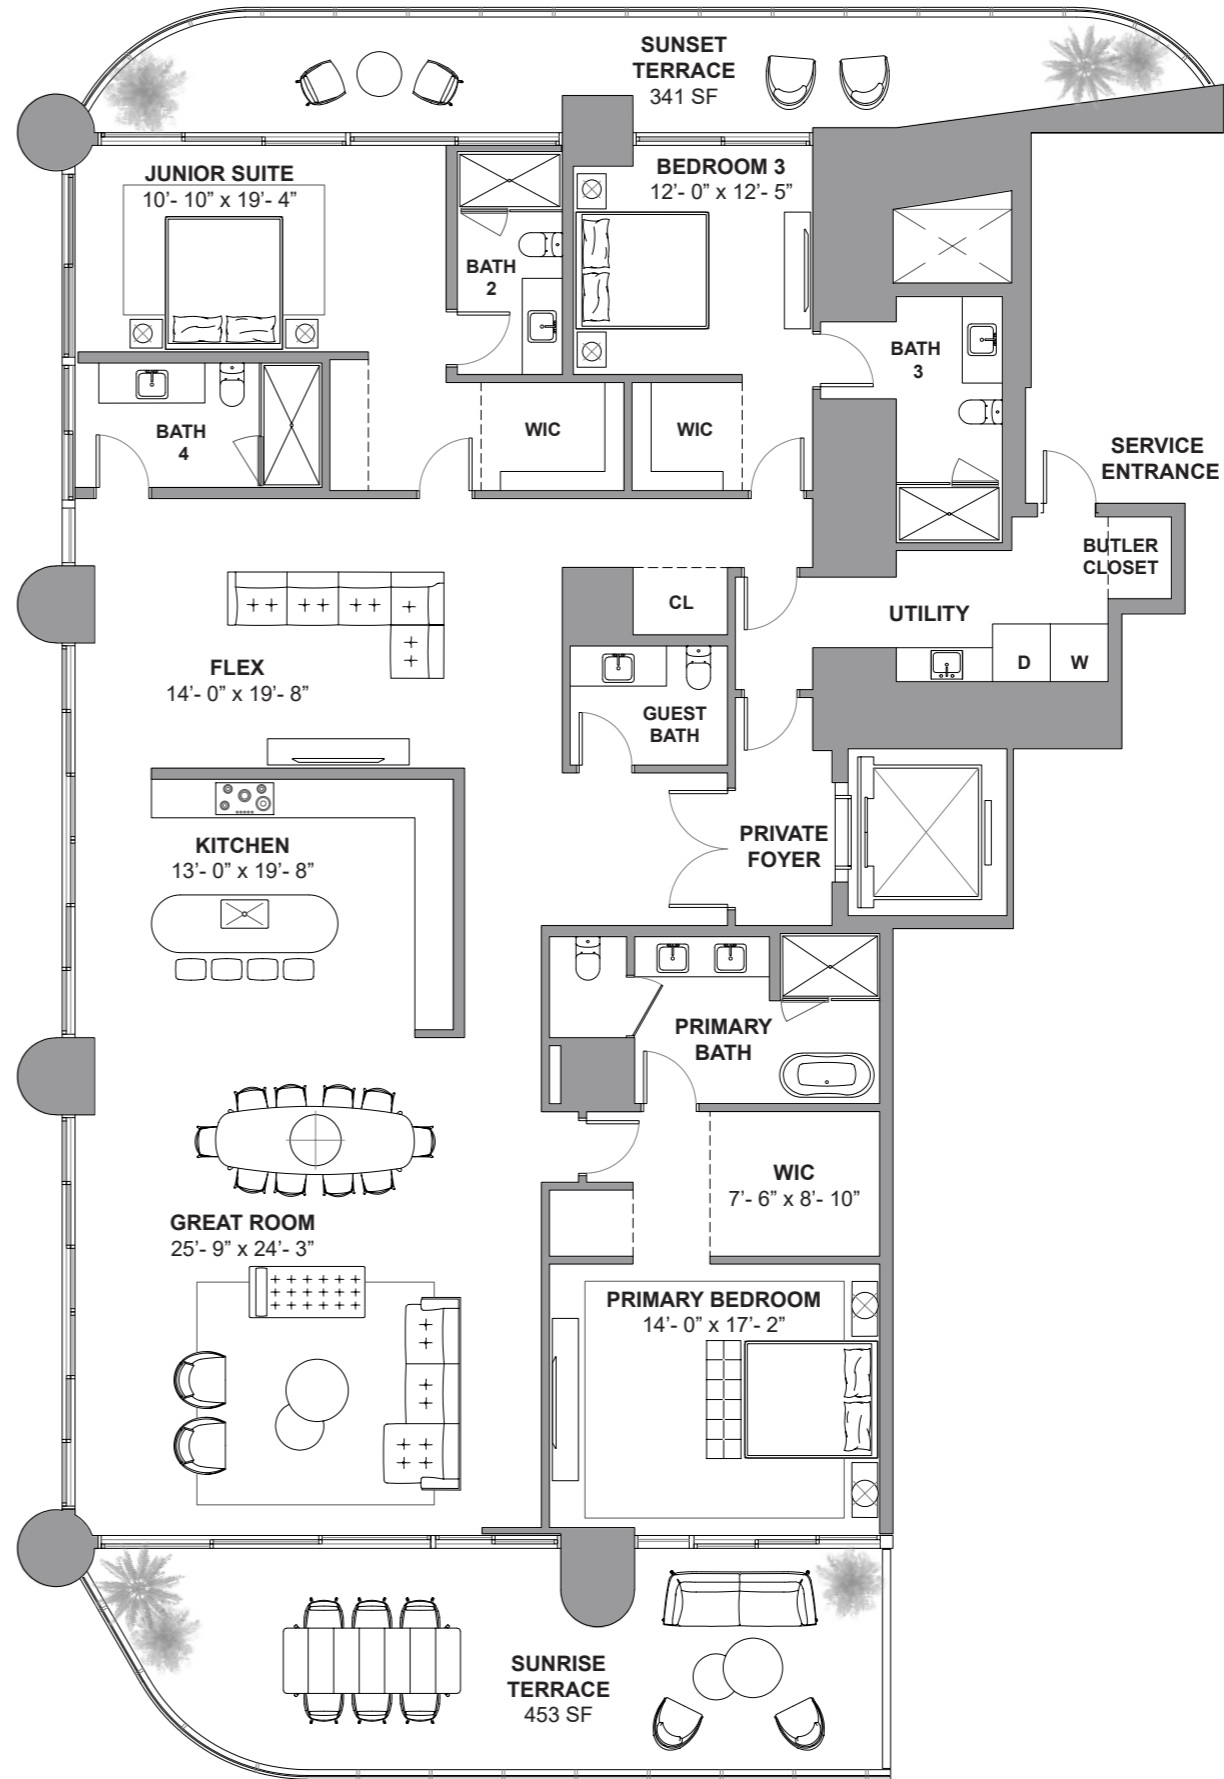 SUNSET
TERRACE
341 SF
JUNIOR SUITE
10’- 10” x 19’- 4”
BEDROOM 3
12’- 0” x 12’- 5”
BATH
2
BATH
3
BATH
4
WIC
WIC
SERVICE
ENTRANCE
BUTLER
CLOSET
CL
UTILITY
D
W
FLEX
14’- 0” x 19’- 8”
GUEST
BATH
KITCHEN
13’- 0” x 19’- 8”
PRIVATE
FOYER
PRIMARY
BATH
WIC
7’- 6” x 8’- 10”
GREAT ROOM
25’- 9” x 24’- 3”
PRIMARY BEDROOM
14’- 0” x 17’- 2”
SUNRISE
TERRACE
453 SF